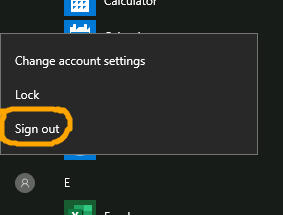 Calculator
Change account settings
Lock
Sign out
E